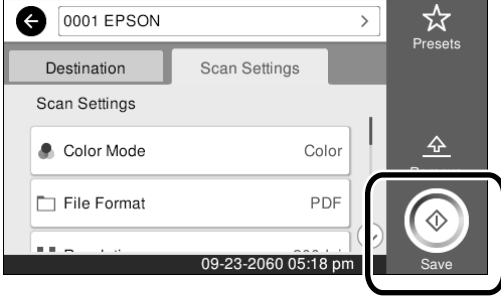 0001 EPSON
Presets
Destination
Scan Settings
Scan Settings
Color Mode
Color
File Format
PDF
09-23-2060 05:18 pm
Save